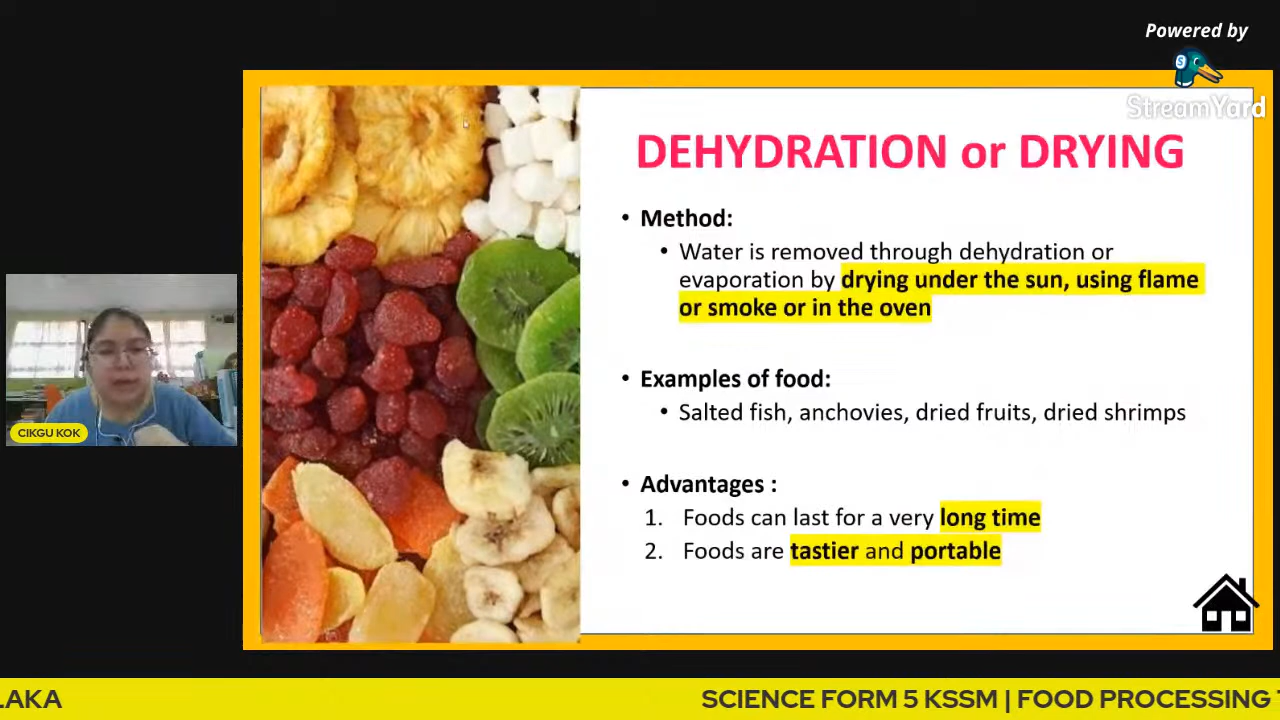 Powered by
StreamYard
DEHYDRATION or DRYING
• Method:
• Water is removed through dehydration or
evaporation by drying under the sun, using flame
or smoke or in the oven
• Examples of food:
• Salted fish, anchovies, dried fruits, dried shrimps
• Advantages :
1. Foods can last for a very long time
2. Foods are tastier and portable
CIKGU KOK
LAKA
SCIENCE FORM 5 KSSM | FOOD PROCESSING